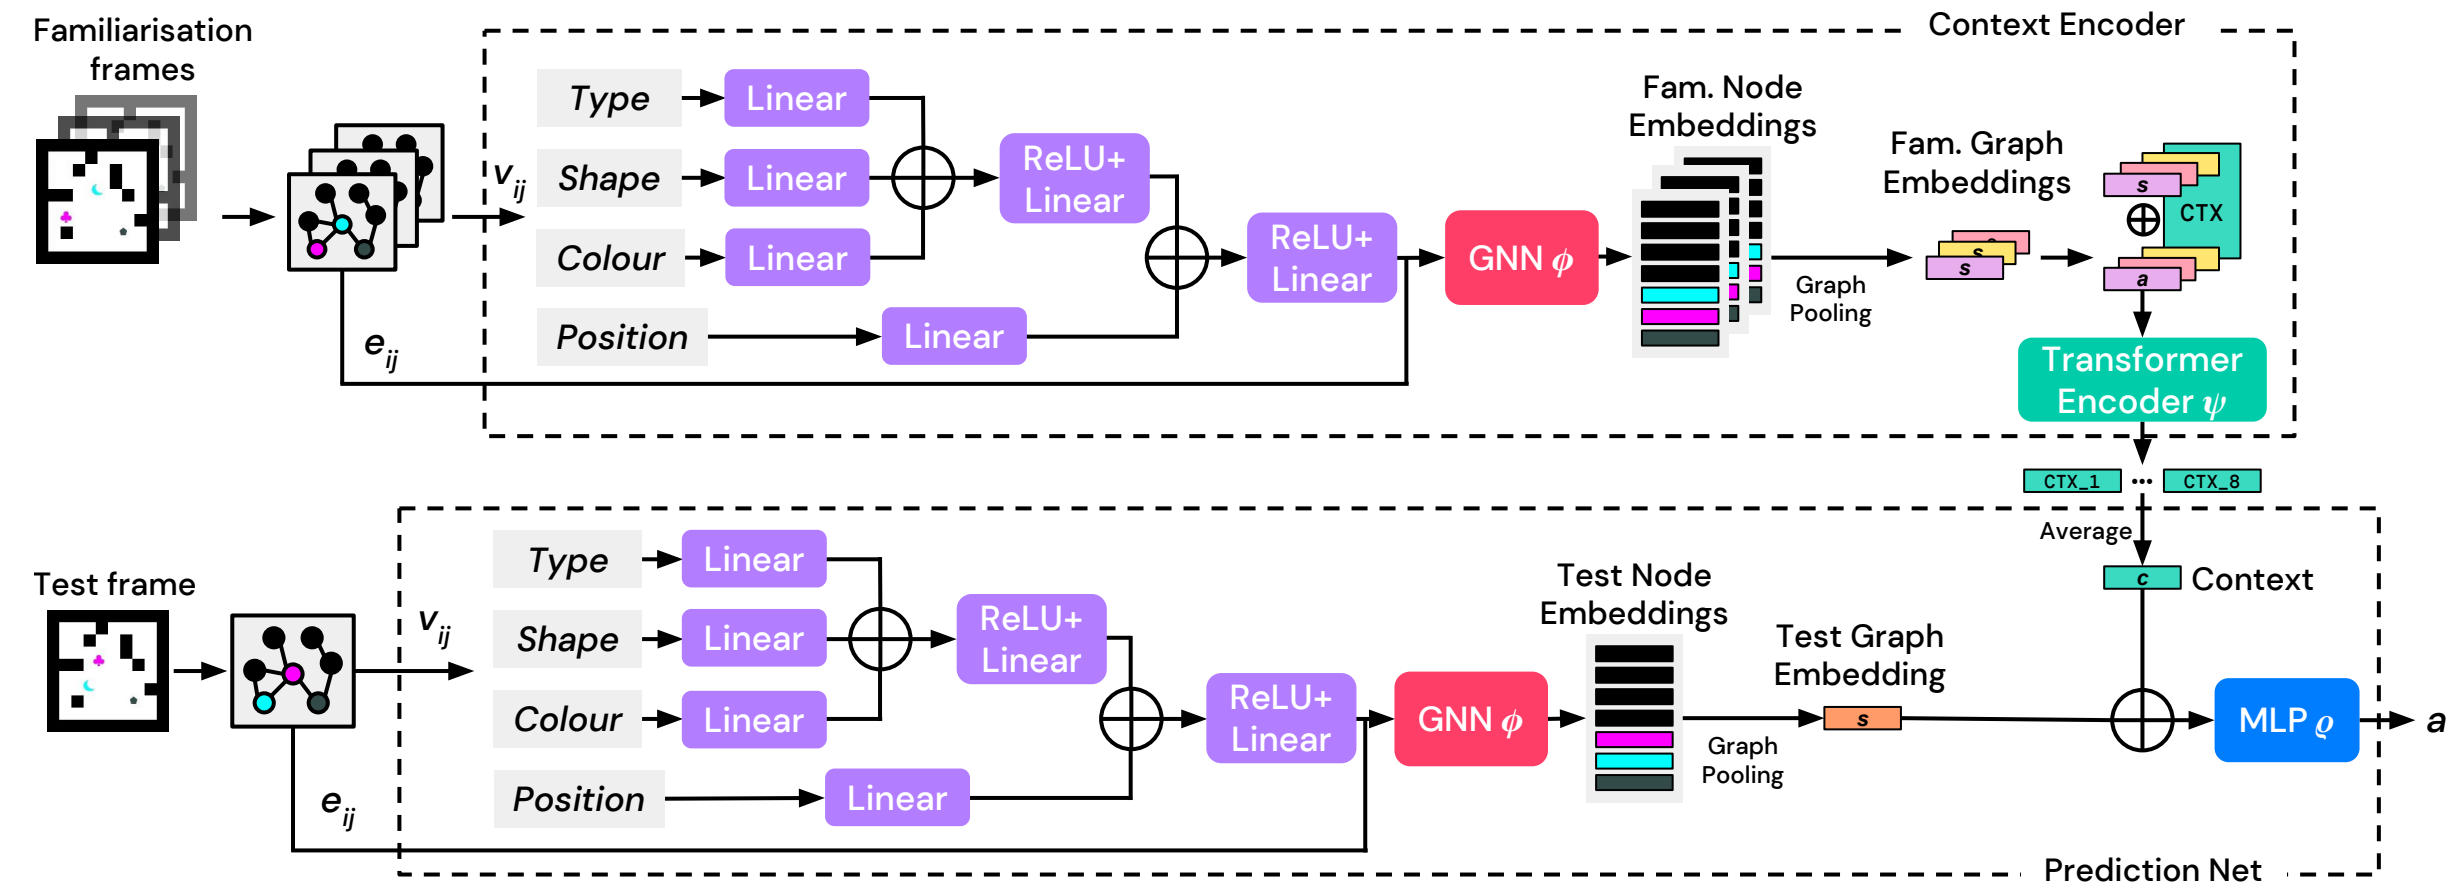 Familiarisation
frames
Context Encoder
v_ij
e_ij
Type
Linear
Shape
Linear
Colour
Linear
Position
Linear
ReLU+
Linear
ReLU+
Linear
GNN ϕ
Fam. Node
Embeddings
Graph
Pooling
Fam. Graph
Embeddings
s
s
s
CTX
a
Transformer
Encoder ψ
CTX_1
...
CTX_8
Average
c
Context
Test frame
v_ij
e_ij
Type
Linear
Shape
Linear
Colour
Linear
Position
Linear
ReLU+
Linear
ReLU+
Linear
GNN ϕ
Test Node
Embeddings
Graph
Pooling
Test Graph
Embedding
s
MLP ϱ
a
Prediction Net